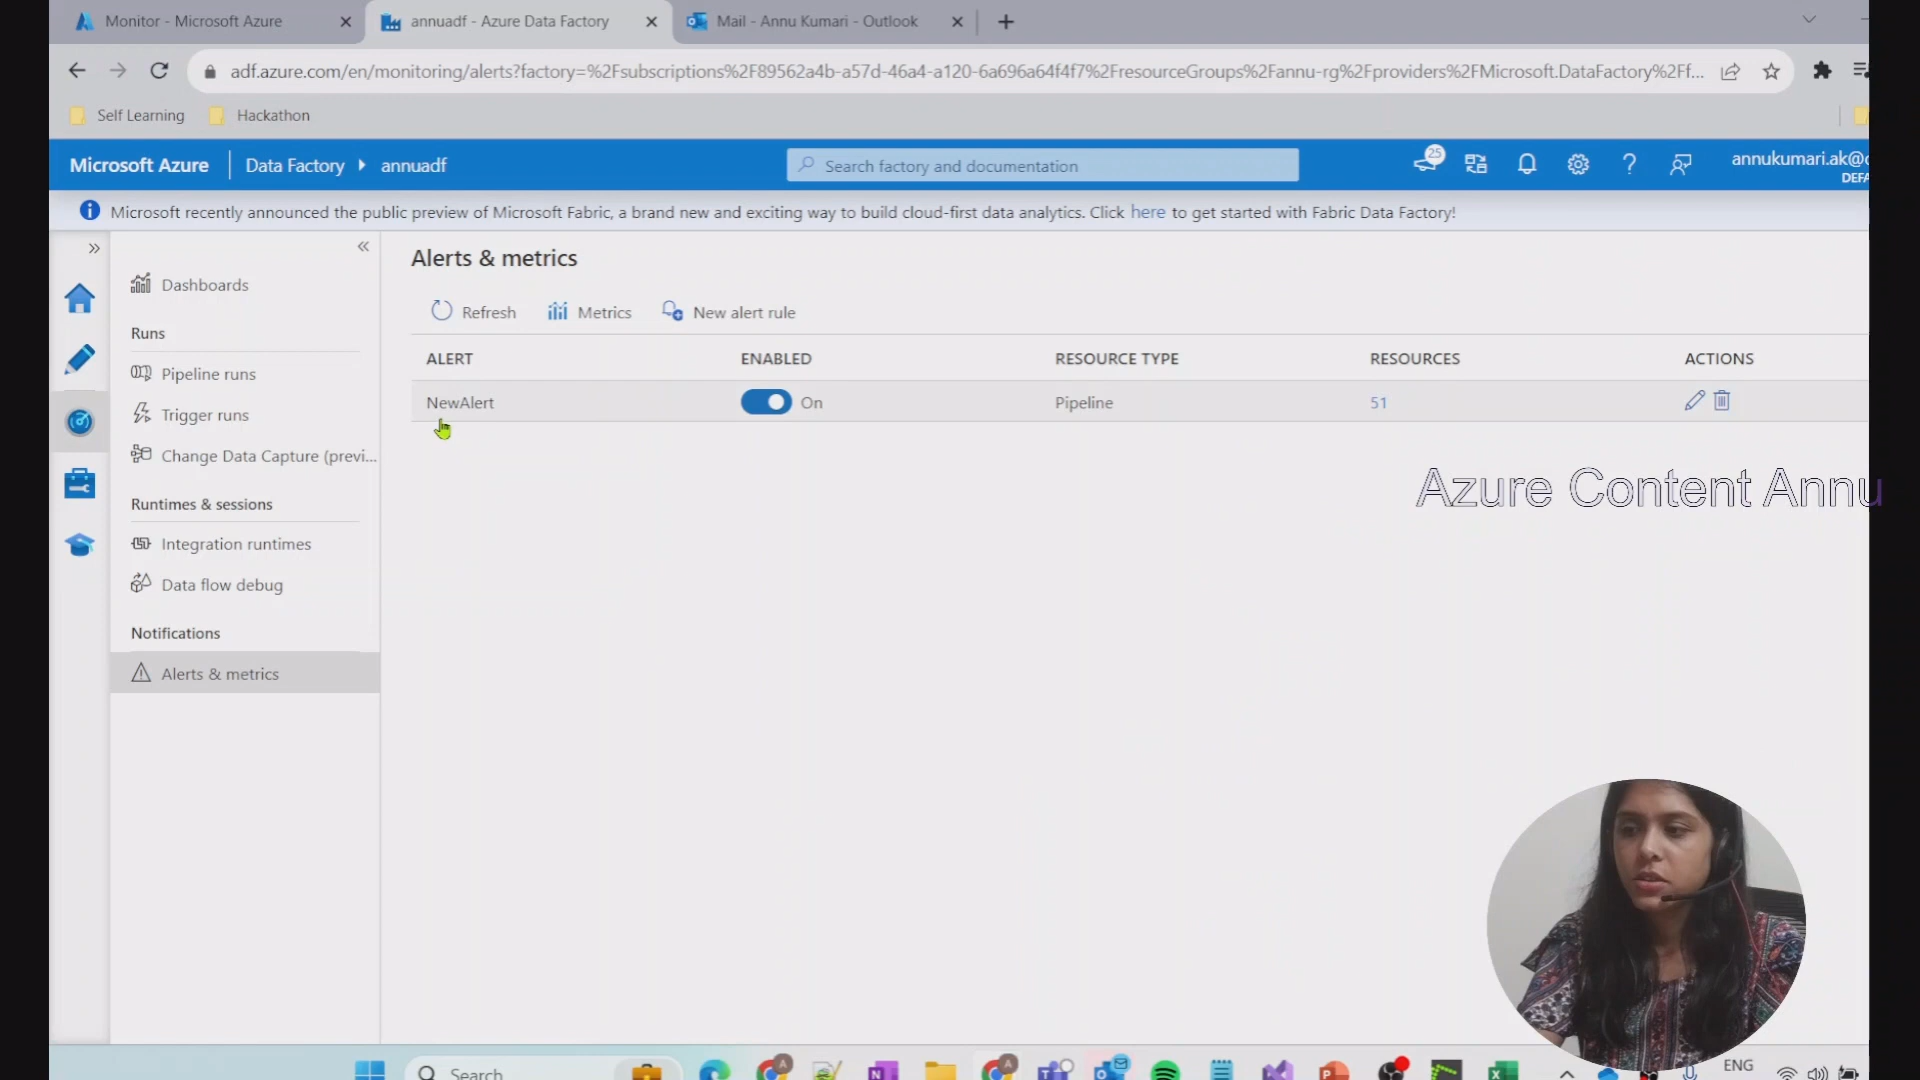 Monitor - Microsoft Azure
annuadf - Azure Data Factory
Mail - Annu Kumari - Outlook
adf.azure.com/en/monitoring/alerts?factory=%2Fsubscriptions%2F89562a4b-a57d-46a4-a120-6a696a64f4f7%2FresourceGroups%2Fannu-rg%2Fproviders%2FMicrosoft.DataFactory%2Ff...
Self Learning
Hackathon
Microsoft Azure
Data Factory
annuadf
Search factory and documentation
25
annukumari.ak@
DEFA
Microsoft recently announced the public preview of Microsoft Fabric, a brand new and exciting way to build cloud-first data analytics. Click here to get started with Fabric Data Factory!
Dashboards
Runs
Pipeline runs
Trigger runs
Change Data Capture (previ...
Runtimes & sessions
Integration runtimes
Data flow debug
Notifications
Alerts & metrics
Alerts & metrics
Refresh
Metrics
New alert rule
ALERT ENABLED RESOURCE TYPE RESOURCES ACTIONS
NewAlert On Pipeline 51
Azure Content Annu
Search
ENG